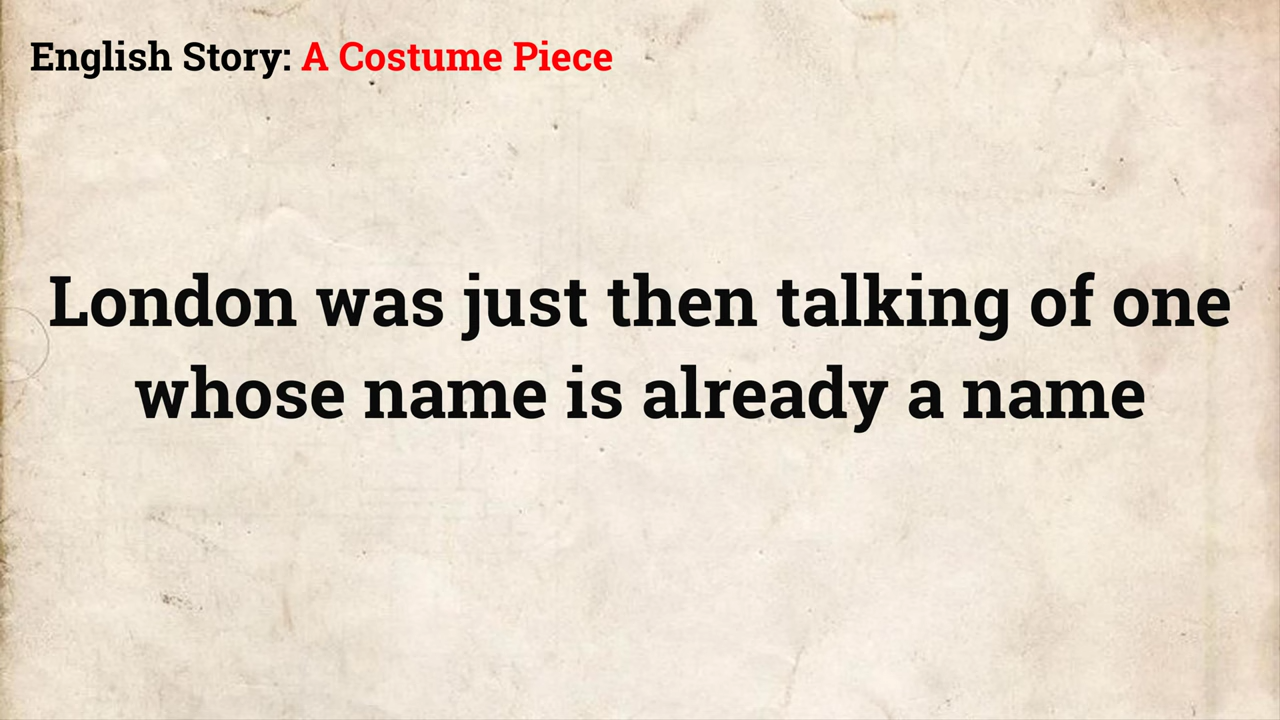 English Story: A Costume Piece
London was just then talking of one
whose name is already a name